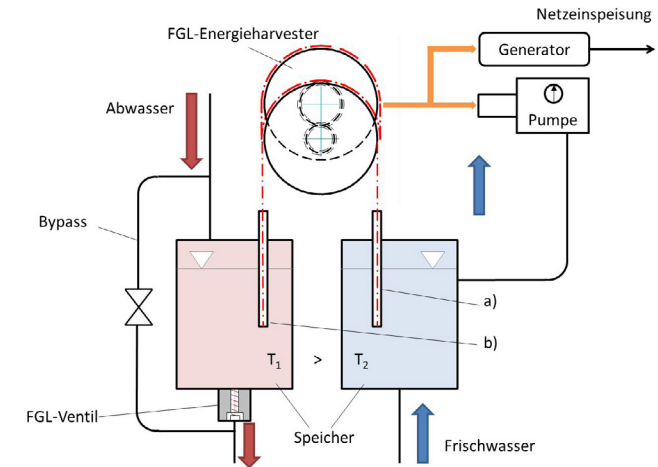 Netzeinspeisung
FGL-Energieharvester
Generator
Abwasser
Pumpe
Bypass
a)
b)
T1 > T2
FGL-Ventil
Speicher
Frischwasser